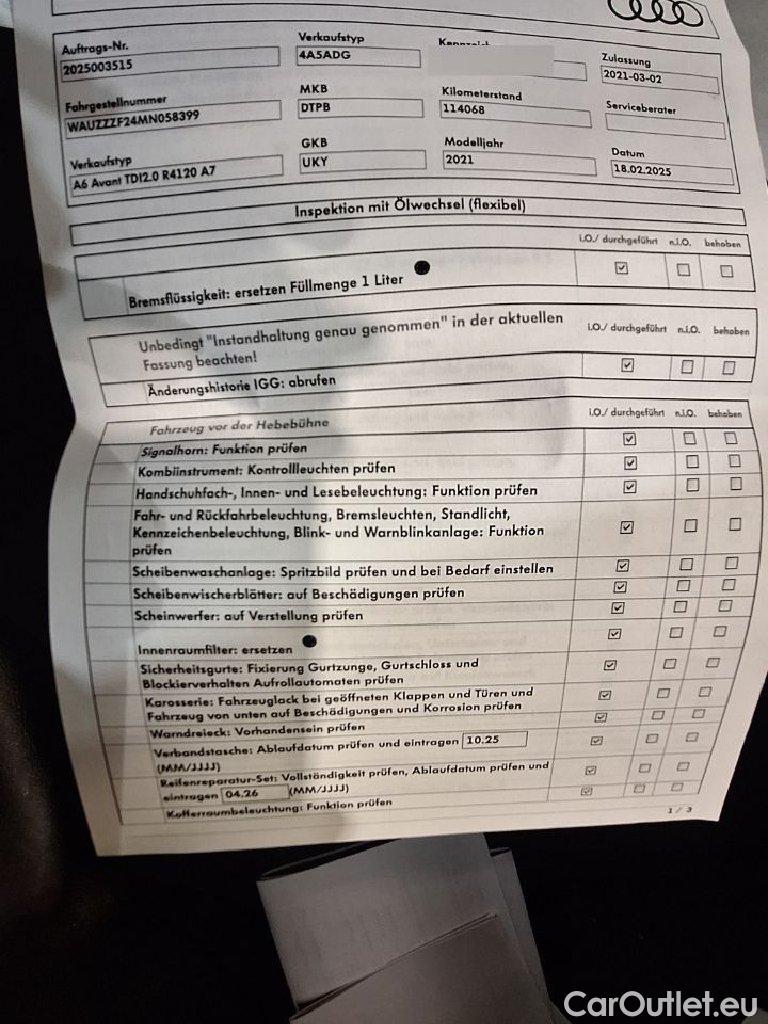 Auftrags-Nr.
2025003515
Verkaufstyp
4A5ADG
Zulassung
2021-03-02
Fahrgestellnummer
WAUZZZF24MN058399
MKB
DTPB
Kilometerstand
114068
Serviceberater
Verkaufstyp
A6 Avant TDI2.0 R4120 A7
GKB
UKY
Modelljahr
2021
Datum
18.02.2025
Inspektion mit Ölwechsel (flexibel)
i.O./ durchgeführt n.i.O. behoben
Bremsflüssigkeit: ersetzen Füllmenge 1 Liter
Unbedingt "Instandhaltung genau genommen" in der aktuellen
Fassung beachten!
i.O./ durchgeführt n.i.O. behoben
Änderungshistorie IGG: abrufen
Fahrzeug vor der Hebebühne
i.O./ durchgeführt n.i.O. behoben
Signalhorn: Funktion prüfen
Kombiinstrument: Kontrollleuchten prüfen
Handschuhfach-, Innen- und Lesebeleuchtung: Funktion prüfen
Fahr- und Rückfahrbeleuchtung, Bremsleuchten, Standlicht,
Kennzeichenbeleuchtung, Blink- und Warnblinkanlage: Funktion
prüfen
Scheibenwaschanlage: Spritzbild prüfen und bei Bedarf einstellen
Scheibenwischerblätter: auf Beschädigungen prüfen
Scheinwerfer: auf Verstellung prüfen
Innenraumfilter: ersetzen
Sicherheitsgurte: Fixierung Gurtzunge, Gurtschloss und
Blockierverhalten Aufrollautomaten prüfen
Karosserie: Fahrzeuglack bei geöffneten Klappen und Türen und
Fahrzeug von unten auf Beschädigungen und Korrosion prüfen
Warndreieck: Vorhandensein prüfen
Verbandstasche: Ablaufdatum prüfen und eintragen 10.25
(MM/JJJJ)
Reifenreparatur-Set: Vollständigkeit prüfen, Ablaufdatum prüfen und
eintragen 04.26 (MM/JJJJ)
Kofferraumbeleuchtung: Funktion prüfen
1 / 3
CarOutlet.eu